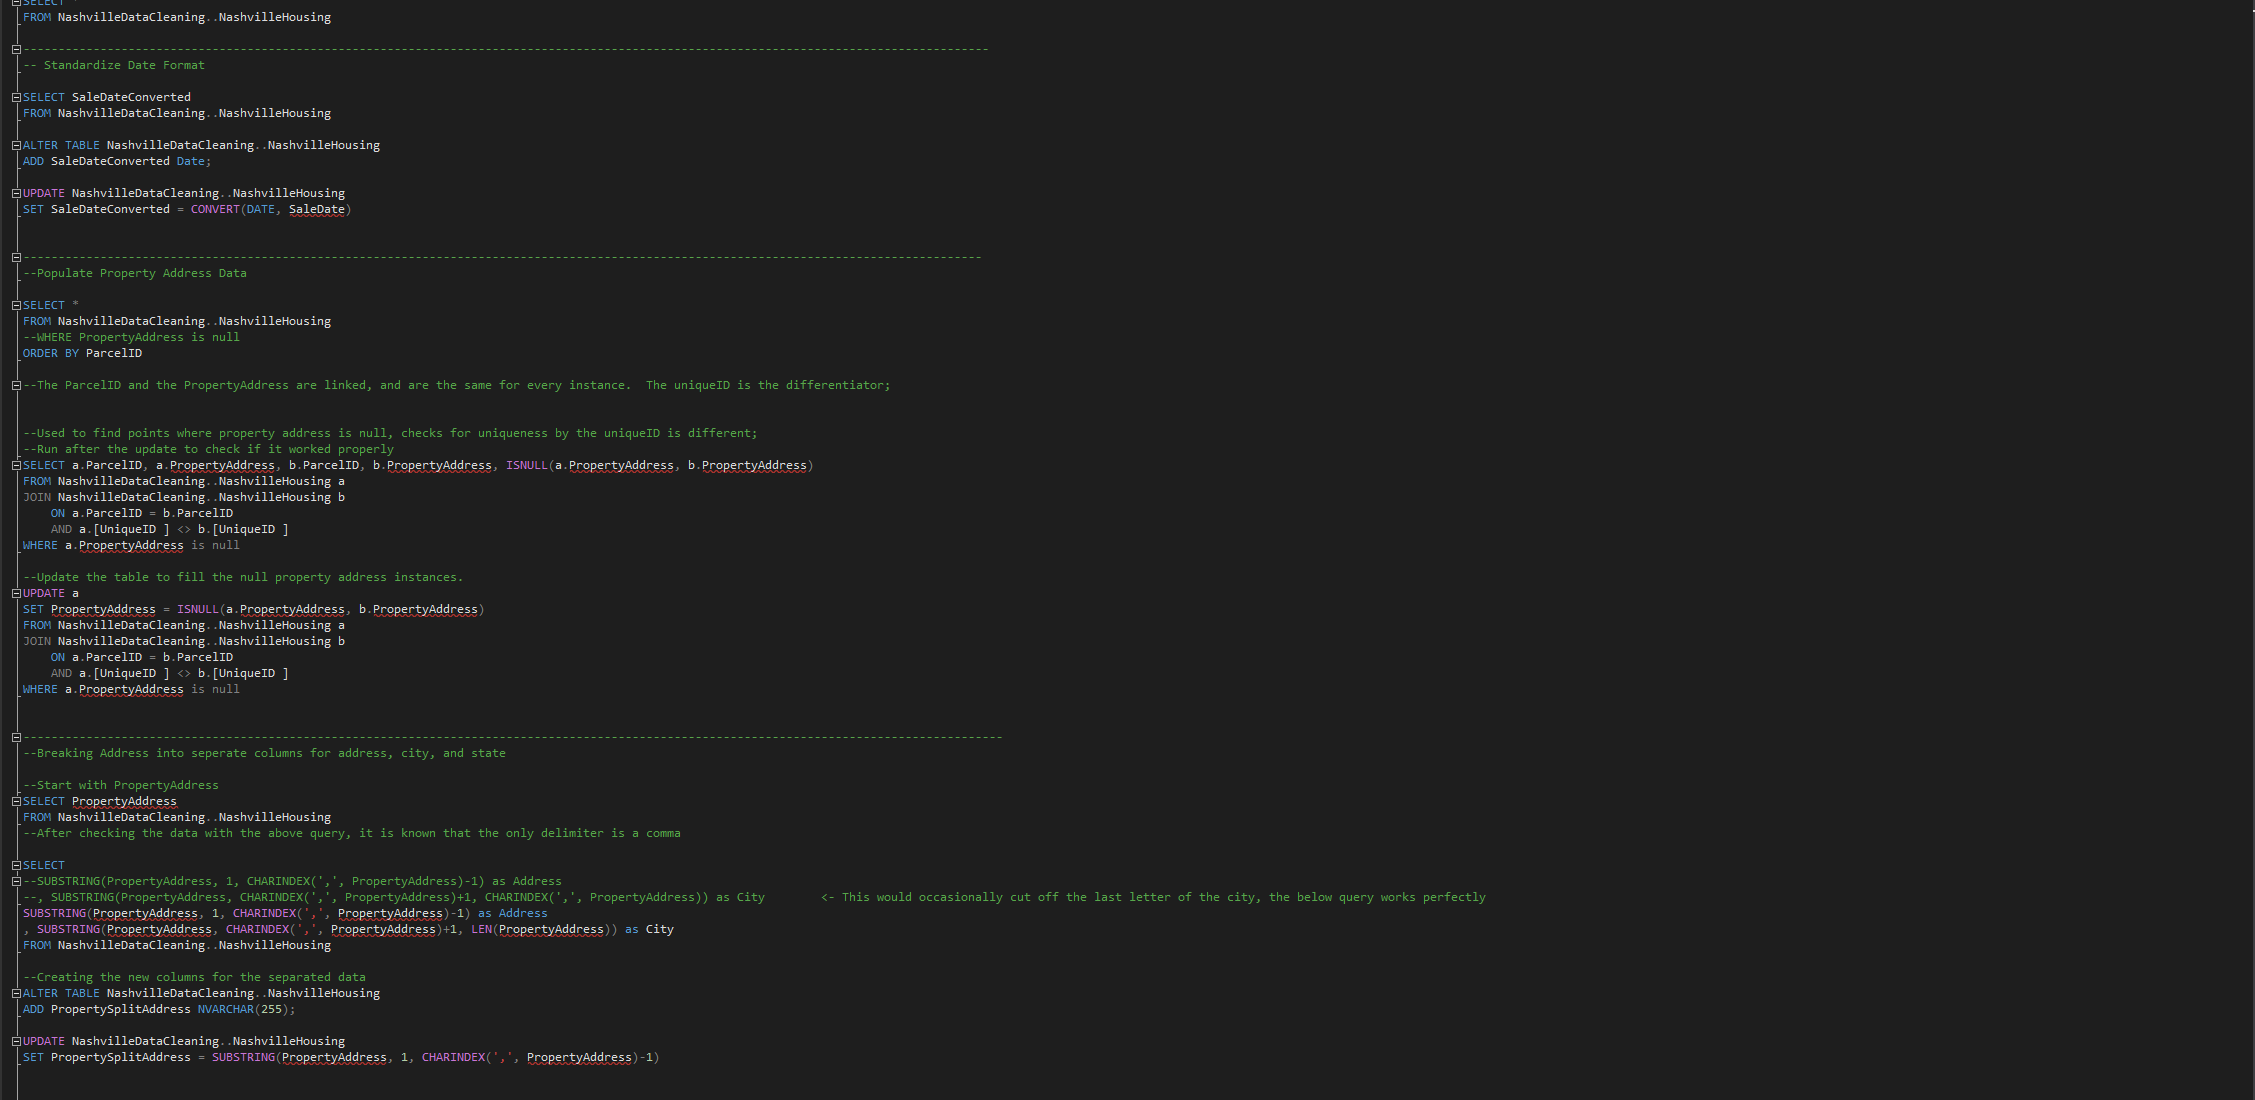 SELECT *
FROM NashvilleDataCleaning..NashvilleHousing
------------------------------------------------------------------------------------------------------------------------------------------
-- Standardize Date Format
SELECT SaleDateConverted
FROM NashvilleDataCleaning..NashvilleHousing
ALTER TABLE NashvilleDataCleaning..NashvilleHousing
ADD SaleDateConverted Date;
UPDATE NashvilleDataCleaning..NashvilleHousing
SET SaleDateConverted = CONVERT(DATE, SaleDate)
-----------------------------------------------------------------------------------------------------------------------------------------
--Populate Property Address Data
SELECT *
FROM NashvilleDataCleaning..NashvilleHousing
--WHERE PropertyAddress is null
ORDER BY ParcelID
--The ParcelID and the PropertyAddress are linked, and are the same for every instance.  The uniqueID is the differentiator;
--Used to find points where property address is null, checks for uniqueness by the uniqueID is different;
--Run after the update to check if it worked properly
SELECT a.ParcelID, a.PropertyAddress, b.ParcelID, b.PropertyAddress, ISNULL(a.PropertyAddress, b.PropertyAddress)
FROM NashvilleDataCleaning..NashvilleHousing a
JOIN NashvilleDataCleaning..NashvilleHousing b
    ON a.ParcelID = b.ParcelID
    AND a.[UniqueID ] <> b.[UniqueID ]
WHERE a.PropertyAddress is null
--Update the table to fill the null property address instances.
UPDATE a
SET PropertyAddress = ISNULL(a.PropertyAddress, b.PropertyAddress)
FROM NashvilleDataCleaning..NashvilleHousing a
JOIN NashvilleDataCleaning..NashvilleHousing b
    ON a.ParcelID = b.ParcelID
    AND a.[UniqueID ] <> b.[UniqueID ]
WHERE a.PropertyAddress is null
--------------------------------------------------------------------------------------------------------------------------------------------
--Breaking Address into seperate columns for address, city, and state
--Start with PropertyAddress
SELECT PropertyAddress
FROM NashvilleDataCleaning..NashvilleHousing
--After checking the data with the above query, it is known that the only delimiter is a comma
SELECT
--SUBSTRING(PropertyAddress, 1, CHARINDEX(',', PropertyAddress)-1) as Address
--, SUBSTRING(PropertyAddress, CHARINDEX(',', PropertyAddress)+1, CHARINDEX(',', PropertyAddress)) as City        <- This would occasionally cut off the last letter of the city, the below query works perfectly
SUBSTRING(PropertyAddress, 1, CHARINDEX(',', PropertyAddress)-1) as Address
, SUBSTRING(PropertyAddress, CHARINDEX(',', PropertyAddress)+1, LEN(PropertyAddress)) as City
FROM NashvilleDataCleaning..NashvilleHousing
--Creating the new columns for the separated data
ALTER TABLE NashvilleDataCleaning..NashvilleHousing
ADD PropertySplitAddress NVARCHAR(255);
UPDATE NashvilleDataCleaning..NashvilleHousing
SET PropertySplitAddress = SUBSTRING(PropertyAddress, 1, CHARINDEX(',', PropertyAddress)-1)